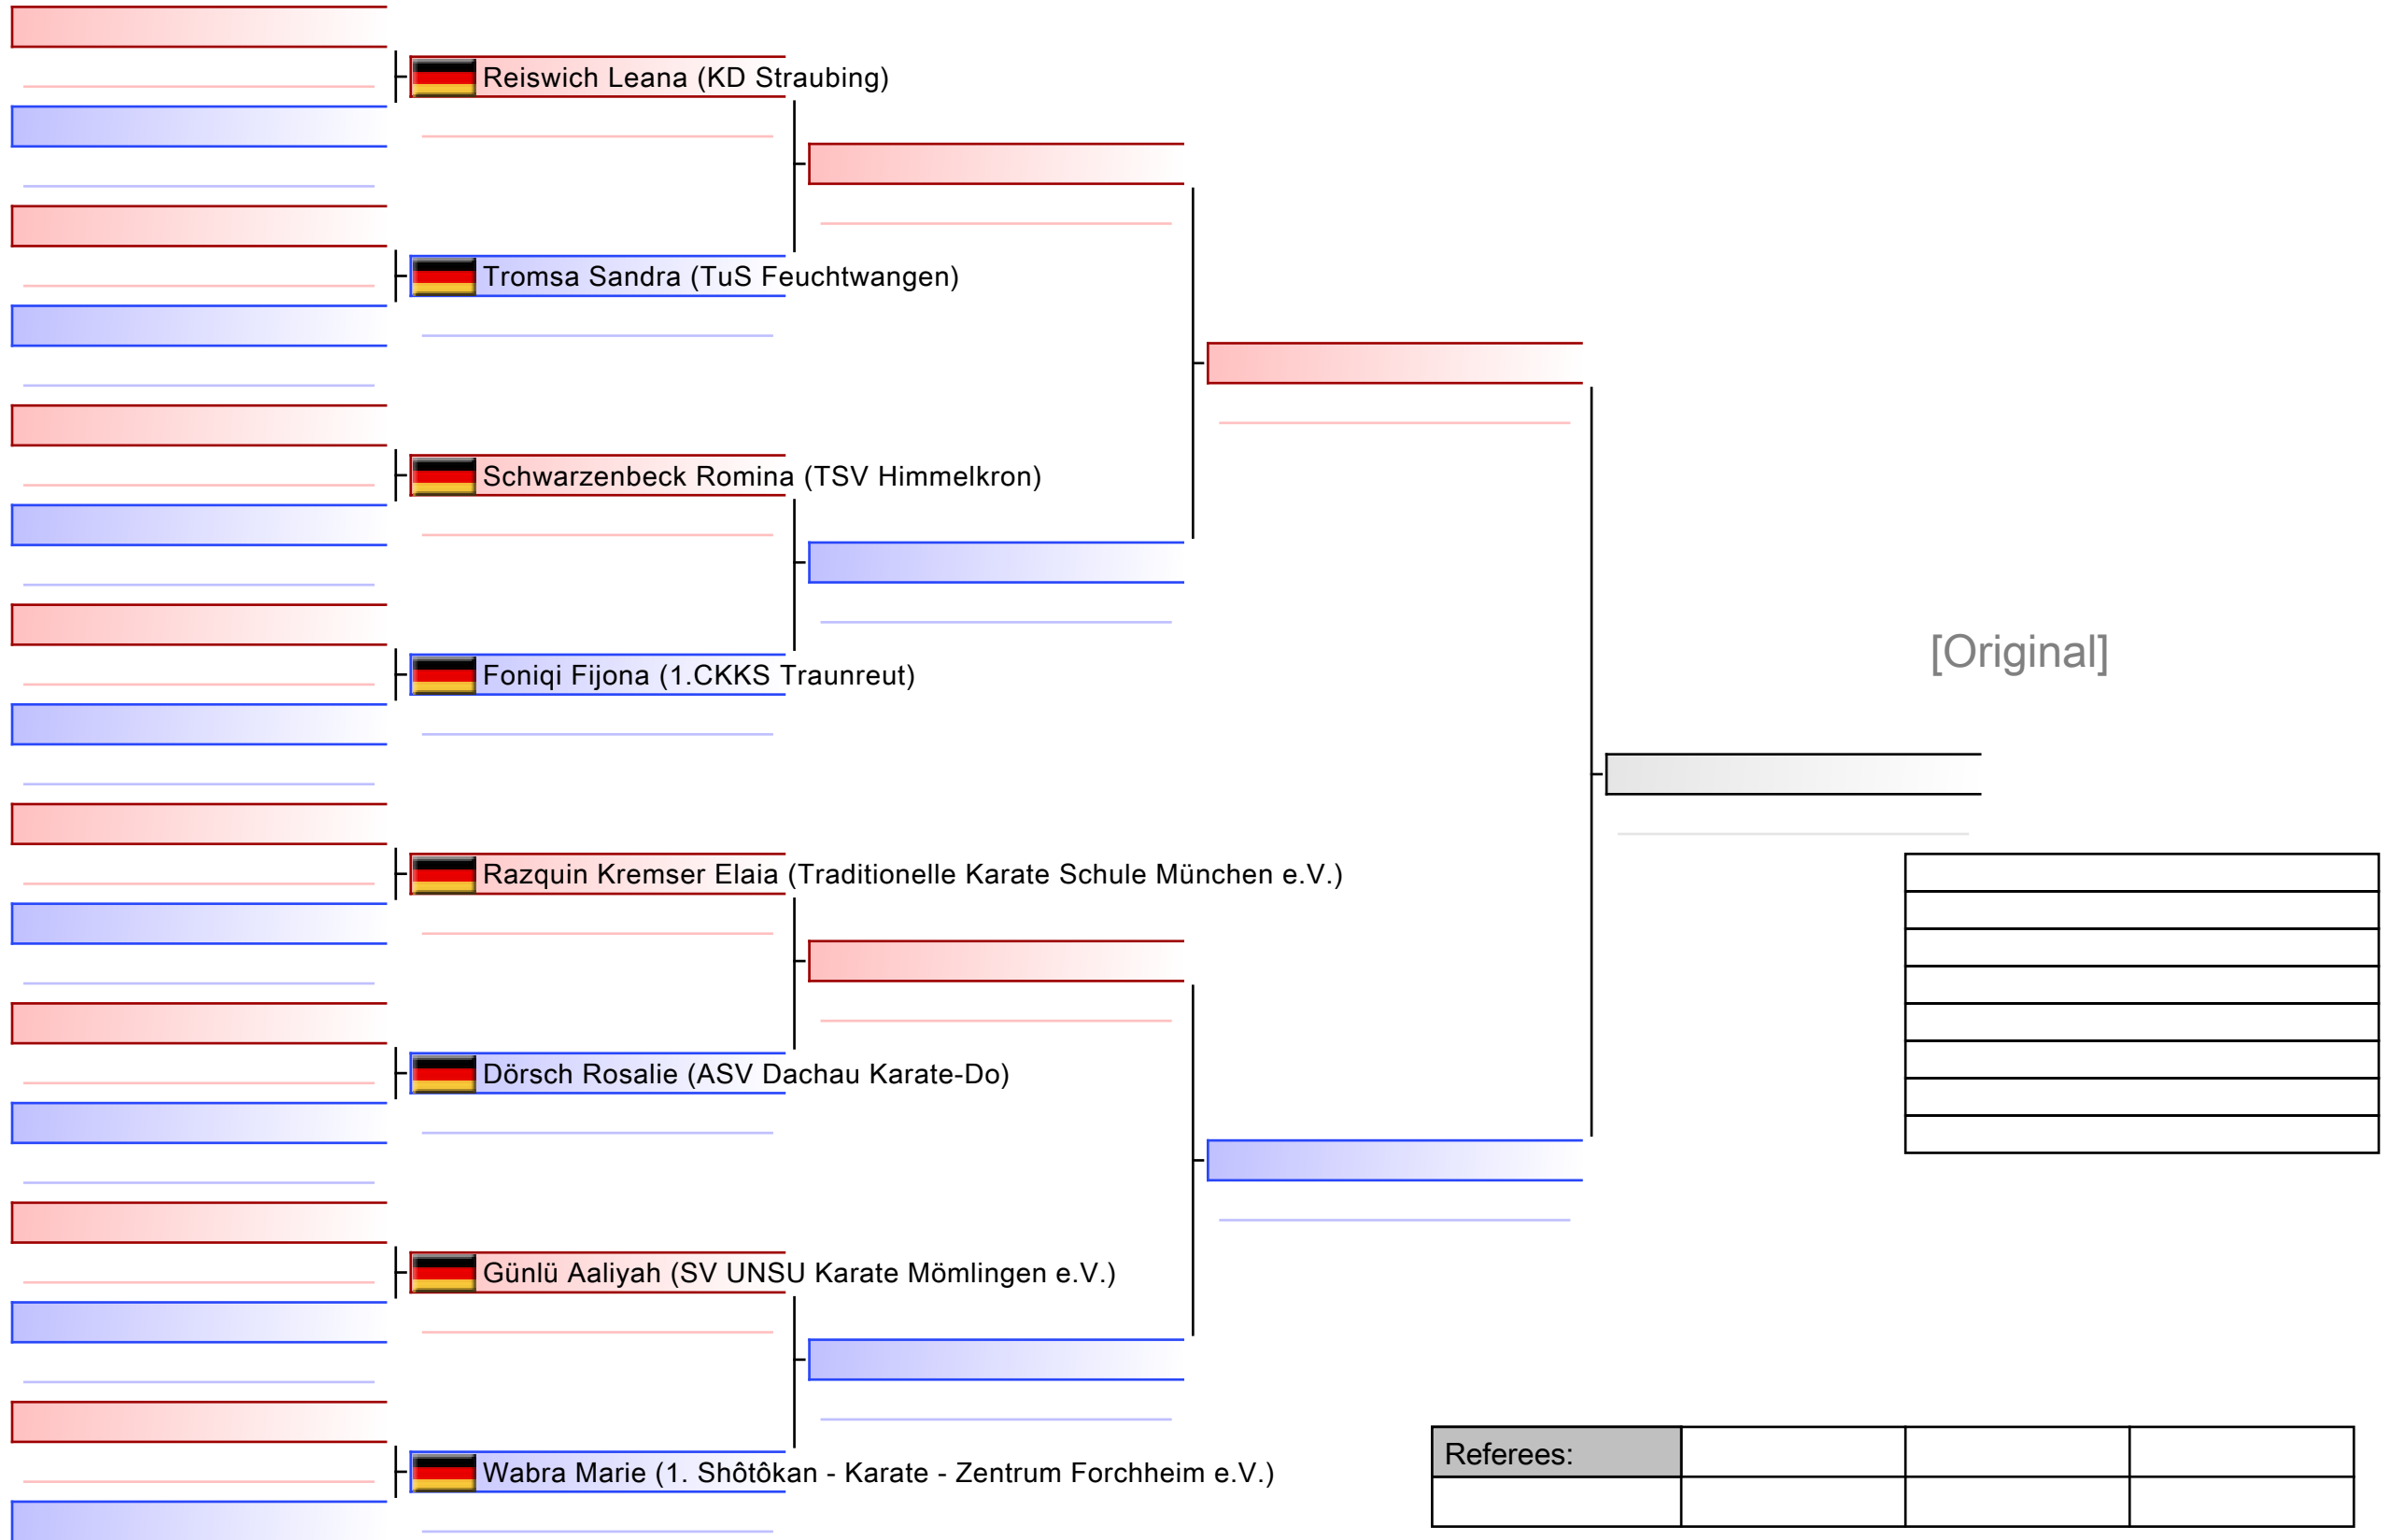 Reiswich Leana (KD Straubing)
Tromsa Sandra (TuS Feuchtwangen)
Schwarzenbeck Romina (TSV Himmelkron)
Foniqi Fijona (1.CKKS Traunreut)
[Original]
Razquin Kremser Elaia (Traditionelle Karate Schule München e.V.)
Dörsch Rosalie (ASV Dachau Karate-Do)
Günlü Aaliyah (SV UNSU Karate Mömlingen e.V.)
Wabra Marie (1. Shôtôkan - Karate - Zentrum Forchheim e.V.)
Referees: